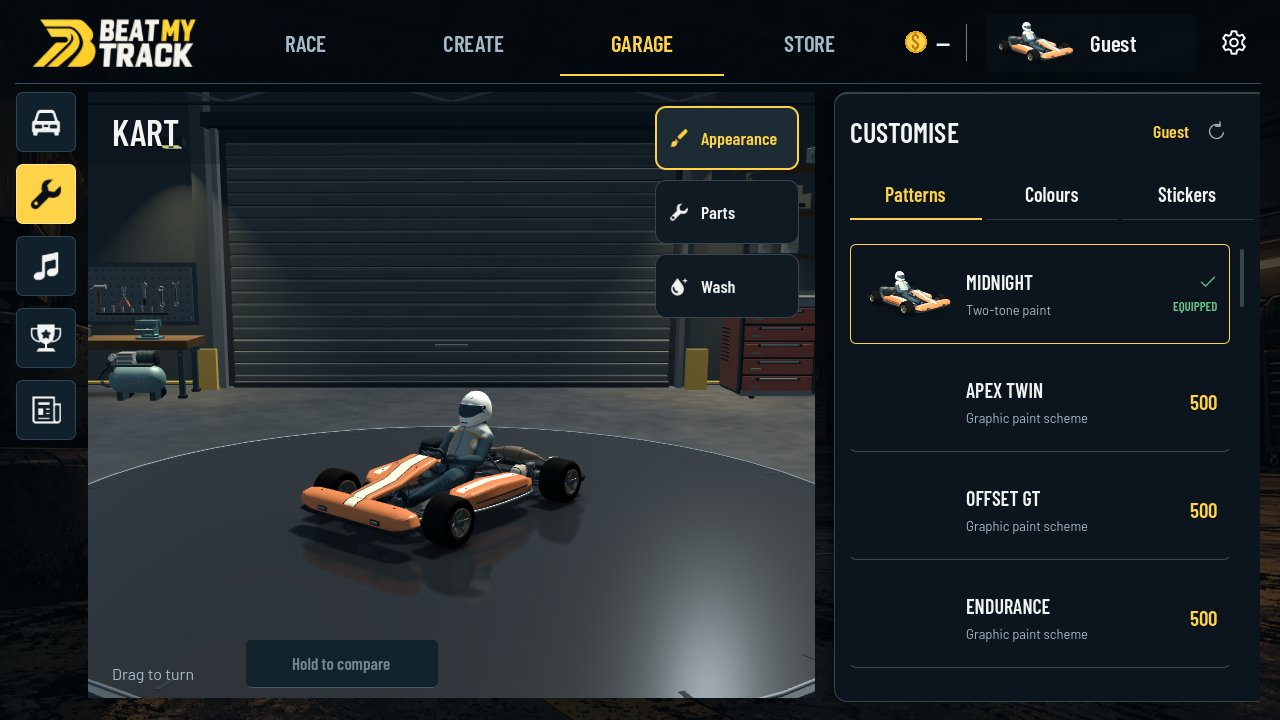 BEATMY
TRACK
RACE
CREATE
GARAGE
STORE
$ –
Guest
KART
Appearance
Parts
Wash
Drag to turn
Hold to compare
CUSTOMISE
Guest
Patterns
Colours
Stickers
MIDNIGHT
Two-tone paint
EQUIPPED
APEX TWIN
Graphic paint scheme
500
OFFSET GT
Graphic paint scheme
500
ENDURANCE
Graphic paint scheme
500